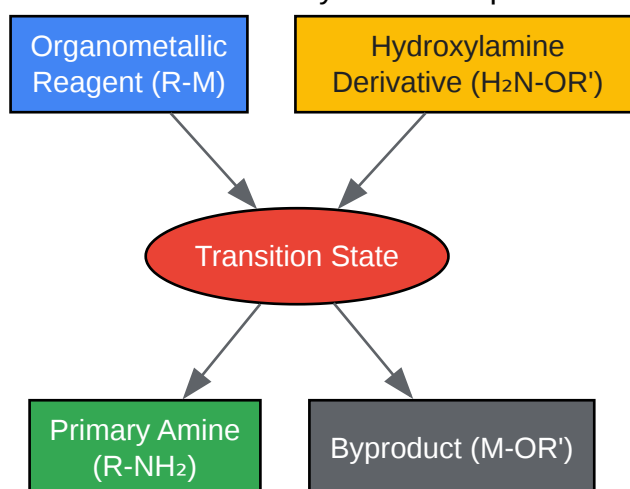 Organometallic
Reagent (R-M)
Hydroxylamine
Derivative (H₂N-OR')
Transition State
Primary Amine
(R-NH₂)
Byproduct (M-OR')